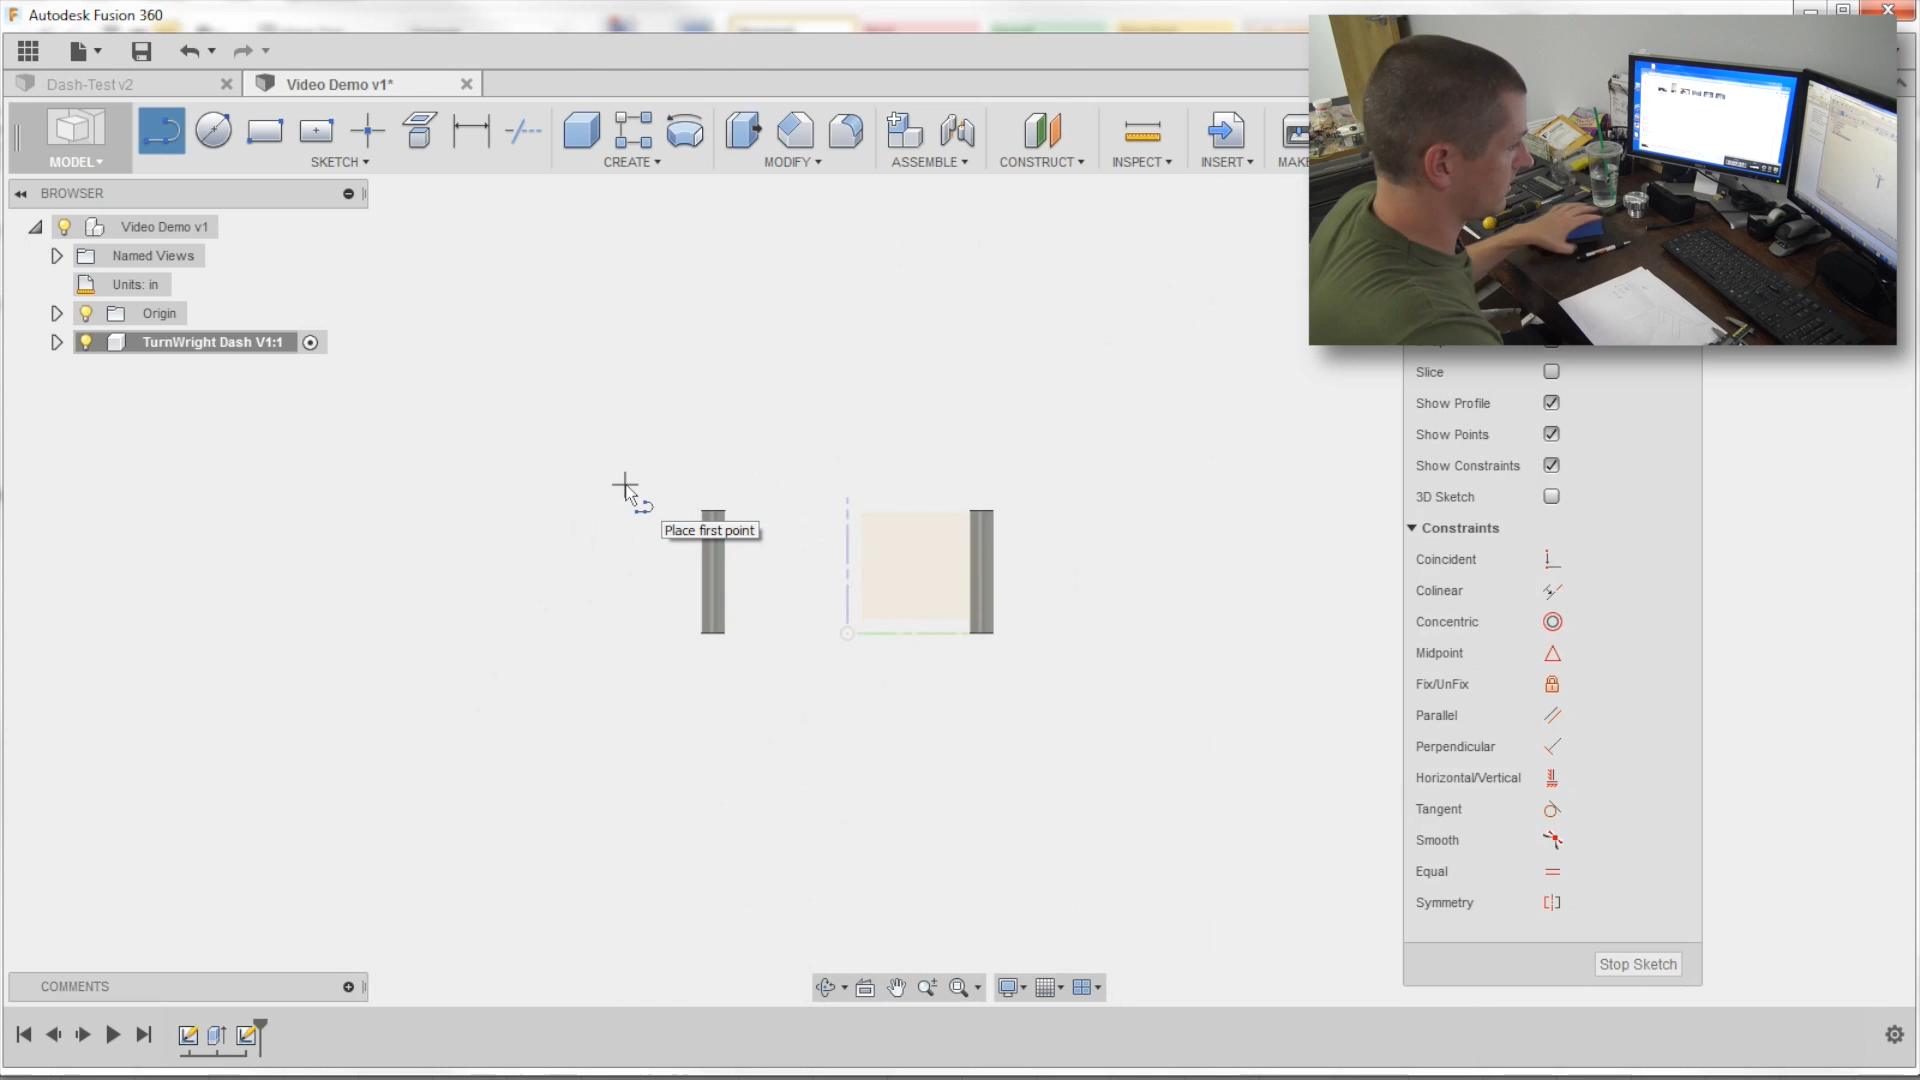 Autodesk Fusion 360
Dash-Test v2
Video Demo v1*
MODEL
SKETCH
CREATE
MODIFY
ASSEMBLE
CONSTRUCT
INSPECT
INSERT
BROWSER
Video Demo v1
Named Views
Units: in
Origin
TurnWright Dash V1:1
Place first point
Slice
Show Profile
Show Points
Show Constraints
3D Sketch
Constraints
Coincident
Colinear
Concentric
Midpoint
Fix/UnFix
Parallel
Perpendicular
Horizontal/Vertical
Tangent
Smooth
Equal
Symmetry
Stop Sketch
COMMENTS